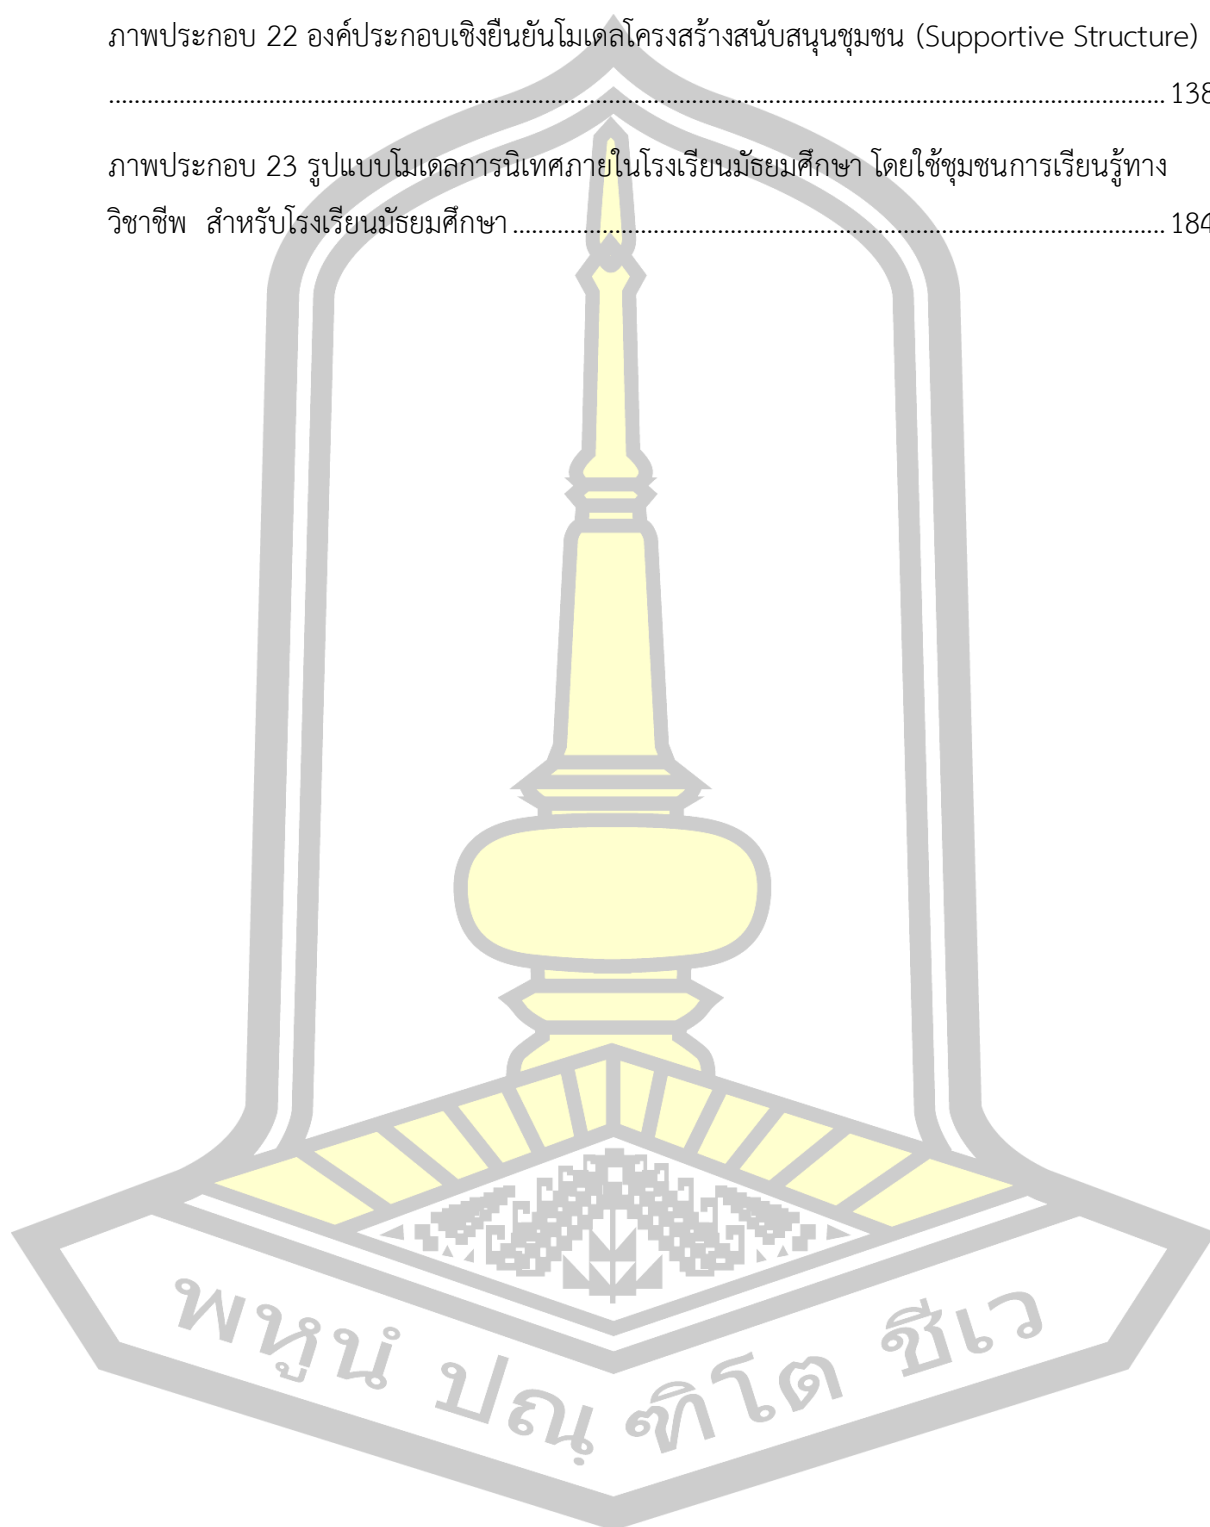 ภาพประกอบ 22 องค์ประกอบเชิงยืนยันโมเดลโครงสร้างสนับสนุนชุมชน (Supportive Structure)
.................................................................................................................................................................... 138
ภาพประกอบ 23 รูปแบบโมเดลการนิเทศภายในโรงเรียนมัธยมศึกษา โดยใช้ชุมชนการเรียนรู้ทาง
วิชาชีพ สำหรับโรงเรียนมัธยมศึกษา ..................................................................................................... 184
พหูนํ ปณฺฑิโต ชีเว